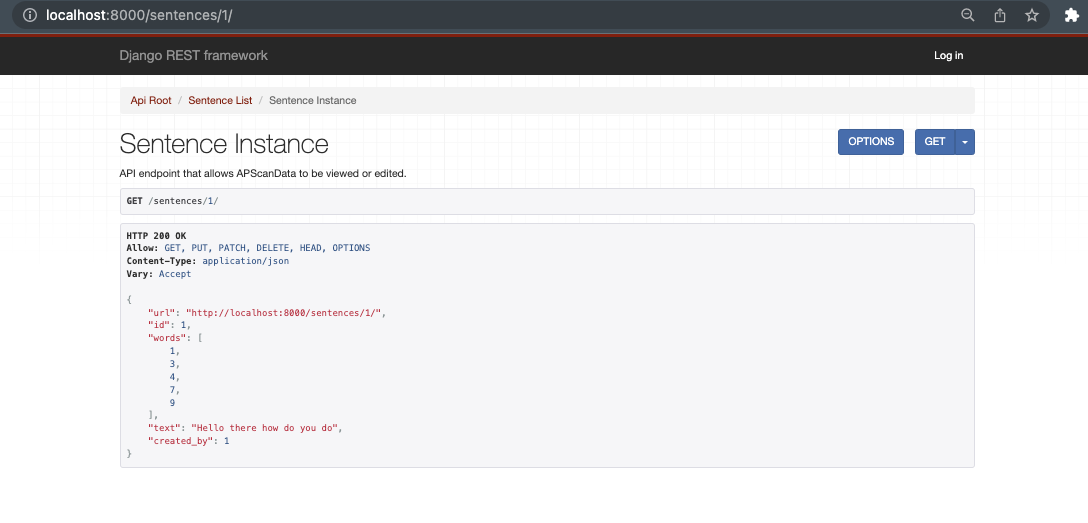 localhost:8000/sentences/1/
Django REST framework
Log in
Api Root / Sentence List / Sentence Instance
Sentence Instance
OPTIONS
GET
API endpoint that allows APScanData to be viewed or edited.
GET /sentences/1/
HTTP 200 OK
Allow: GET, PUT, PATCH, DELETE, HEAD, OPTIONS
Content-Type: application/json
Vary: Accept
{
"url": "http://localhost:8000/sentences/1/",
"id": 1,
"words": [
1,
3,
4,
7,
9
],
"text": "Hello there how do you do",
"created_by": 1
}